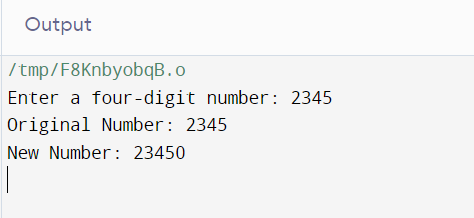 Output
/tmp/F8KnbyobqB.o
Enter a four-digit number: 2345
Original Number: 2345
New Number: 23450